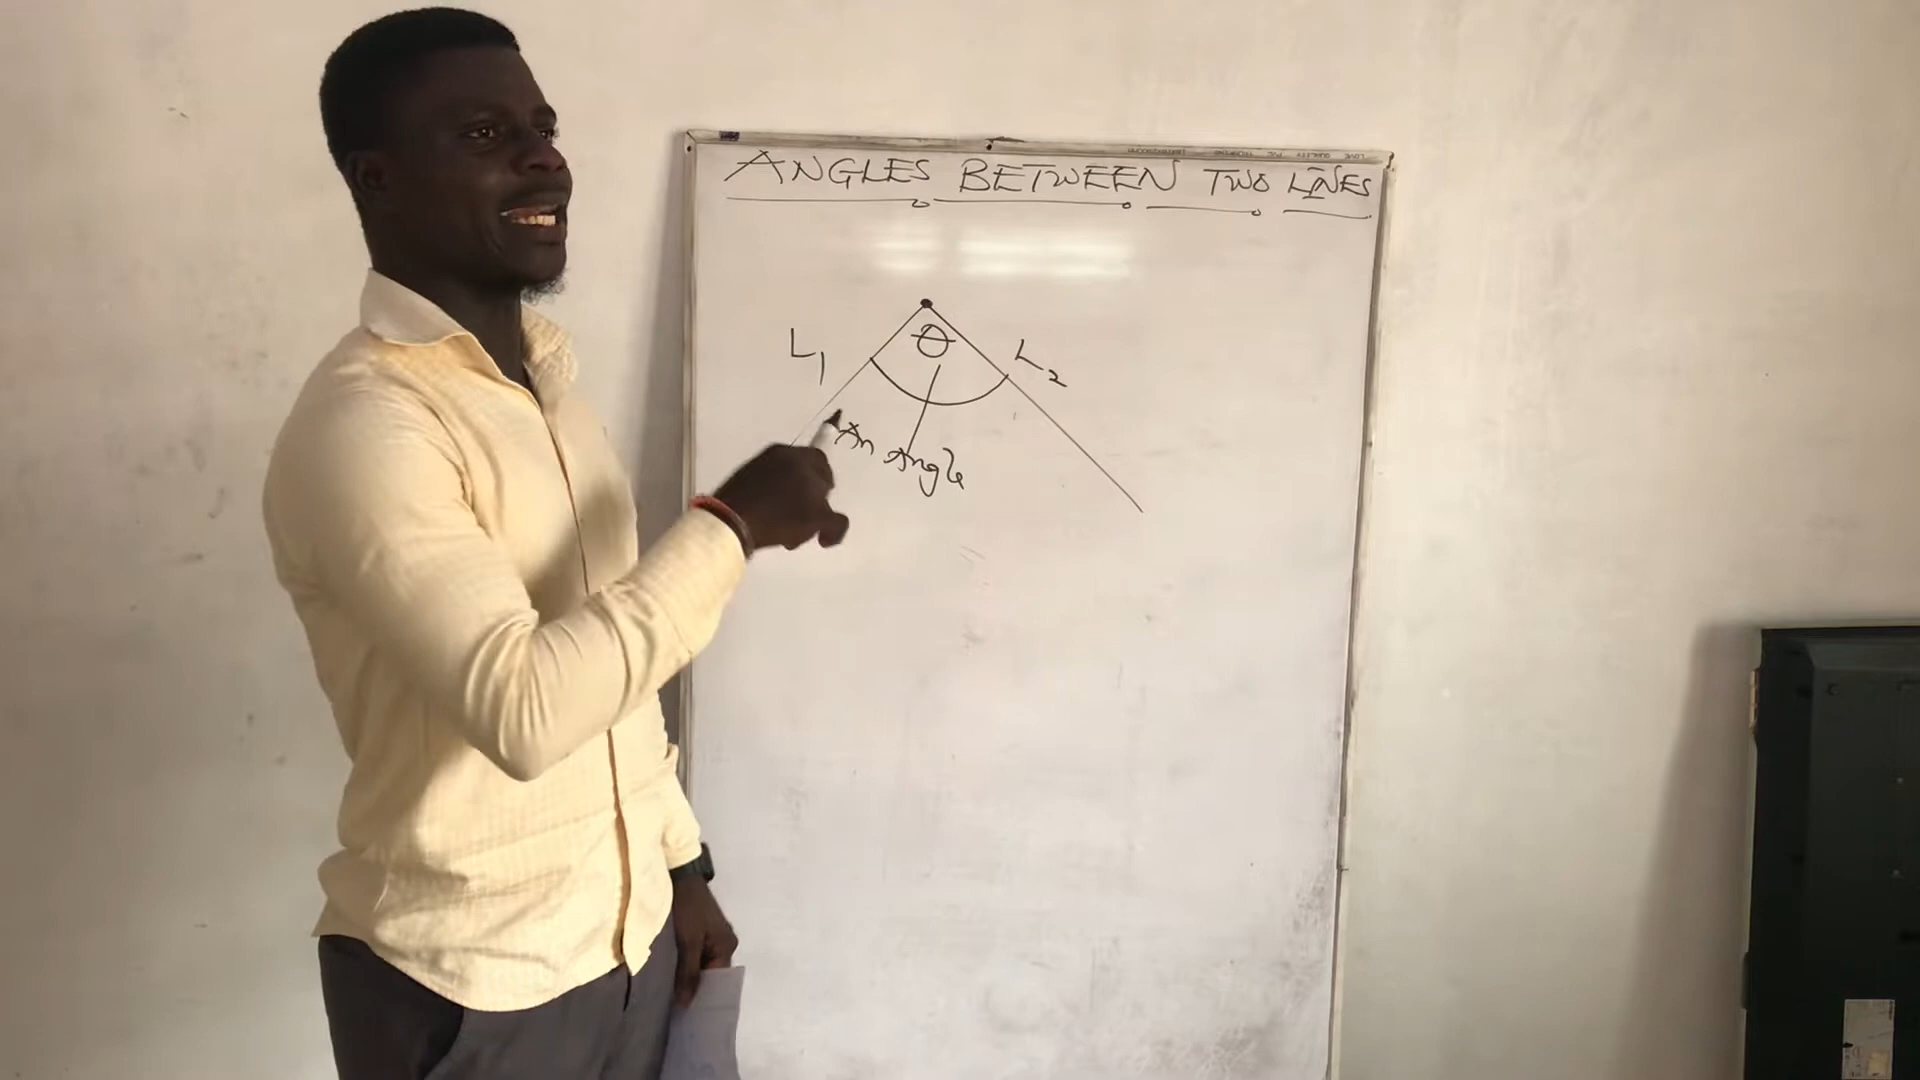 ANGLES BETWEEN TWO LINES
θ
L1
L2
An Angle